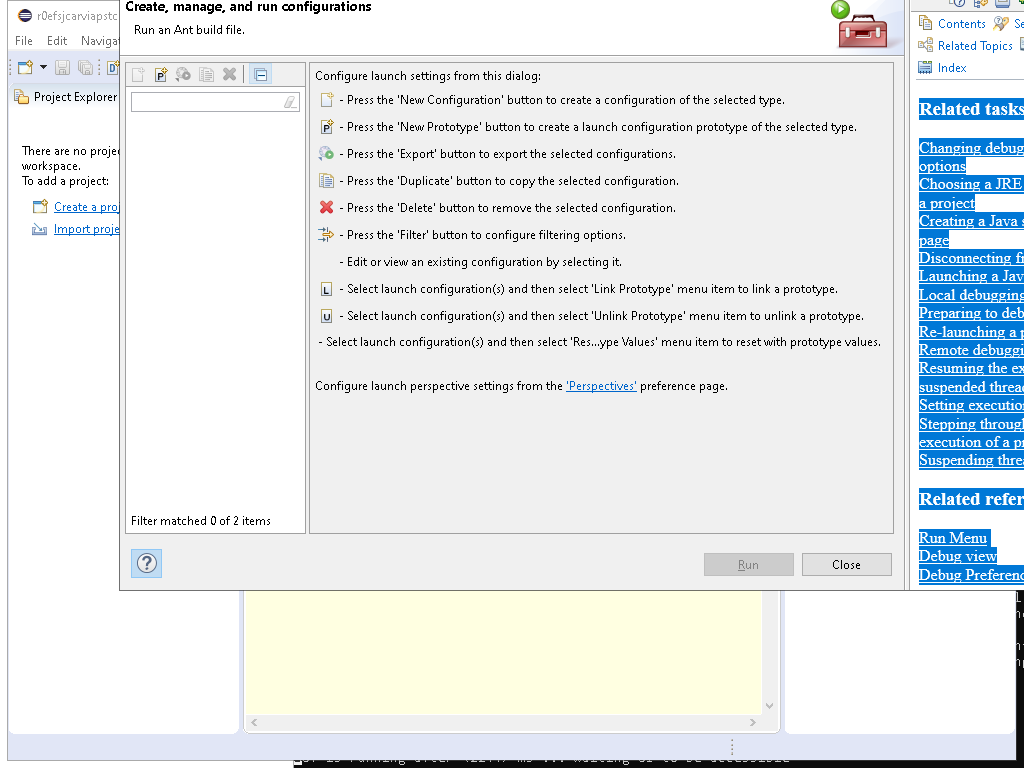 Create, manage, and run configurations
Run an Ant build file.
r0efsjcarviapstc
File Edit Navigat
Project Explorer
There are no proje
workspace.
To add a project:
Create a proj
Import proje
Configure launch settings from this dialog:
- Press the 'New Configuration' button to create a configuration of the selected type.
- Press the 'New Prototype' button to create a launch configuration prototype of the selected type.
- Press the 'Export' button to export the selected configurations.
- Press the 'Duplicate' button to copy the selected configuration.
- Press the 'Delete' button to remove the selected configuration.
- Press the 'Filter' button to configure filtering options.
- Edit or view an existing configuration by selecting it.
L - Select launch configuration(s) and then select 'Link Prototype' menu item to link a prototype.
U - Select launch configuration(s) and then select 'Unlink Prototype' menu item to unlink a prototype.
- Select launch configuration(s) and then select 'Res...ype Values' menu item to reset with prototype values.
Configure launch perspective settings from the 'Perspectives' preference page.
Filter matched 0 of 2 items
Run
Close
Contents Se
Related Topics
Index
Related tasks
Changing debug
options
Choosing a JRE
a project
Creating a Java s
page
Disconnecting fr
Launching a Jav
Local debugging
Preparing to deb
Re-launching a p
Remote debuggi
Resuming the ex
suspended threa
Setting executio
Stepping through
execution of a pr
Suspending threa
Related refer
Run Menu
Debug view
Debug Preferenc